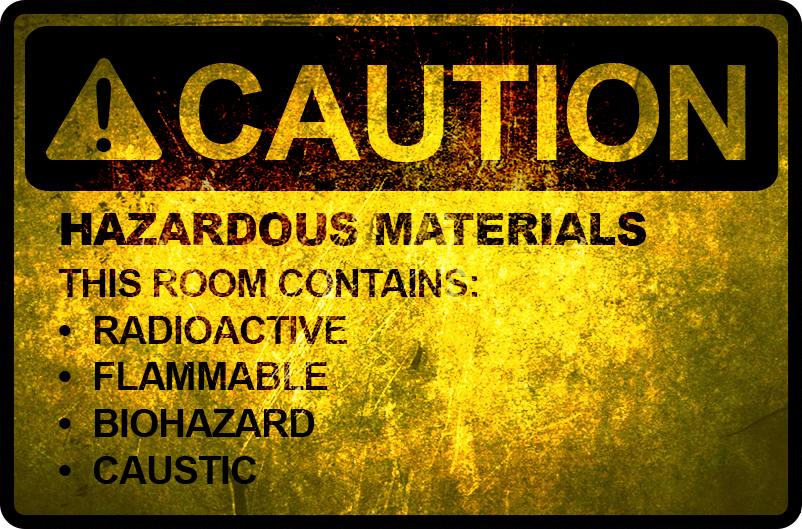 CAUTION
HAZARDOUS MATERIALS
THIS ROOM CONTAINS:
• RADIOACTIVE
• FLAMMABLE
• BIOHAZARD
• CAUSTIC